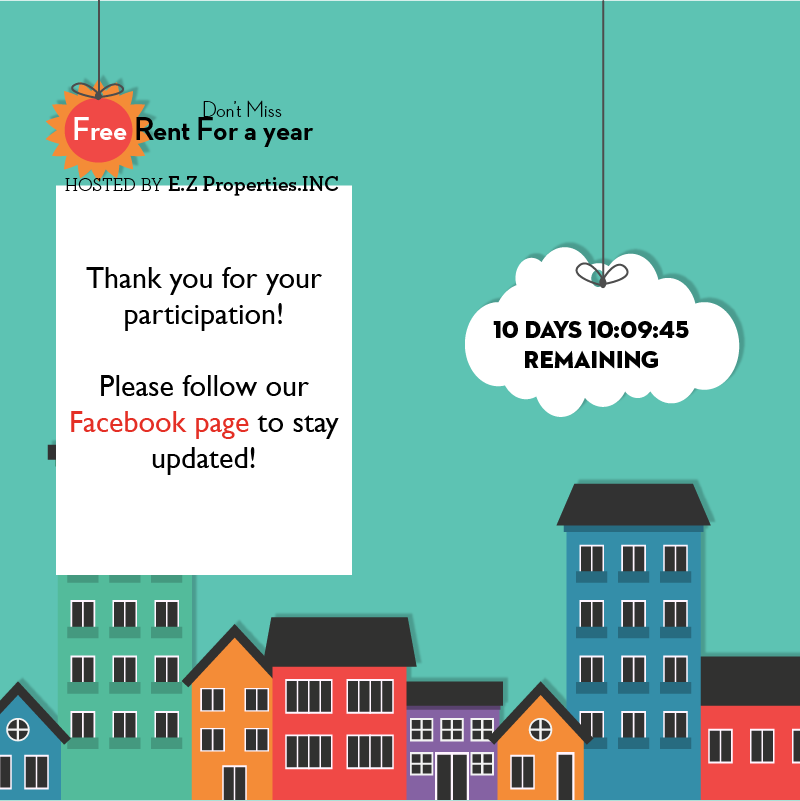 Don't Miss
Free Rent For a year
HOSTED BY E.Z Properties.INC
Thank you for your
participation!
Please follow our
Facebook page to stay
updated!
10 DAYS 10:09:45
REMAINING